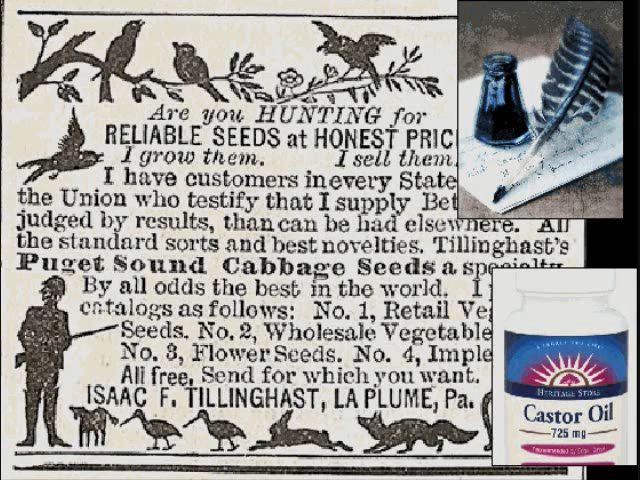 Are you HUNTING for
RELIABLE SEEDS at HONEST PRIC
I grow them. I sell them.
I have customers in every State
the Union who testify that I supply Bet
judged by results, than can be had elsewhere. All
the standard sorts and best novelties. Tillinghast's
Puget Sound Cabbage Seeds a specialty.
By all odds the best in the world. I
catalogs as follows: No. 1, Retail Veg
Seeds. No. 2, Wholesale Vegetable
No. 3, Flower Seeds. No. 4, Imple
All free. Send for which you want.
ISAAC F. TILLINGHAST, LA PLUME, Pa.
HERITAGE STORE
Castor Oil
725 mg